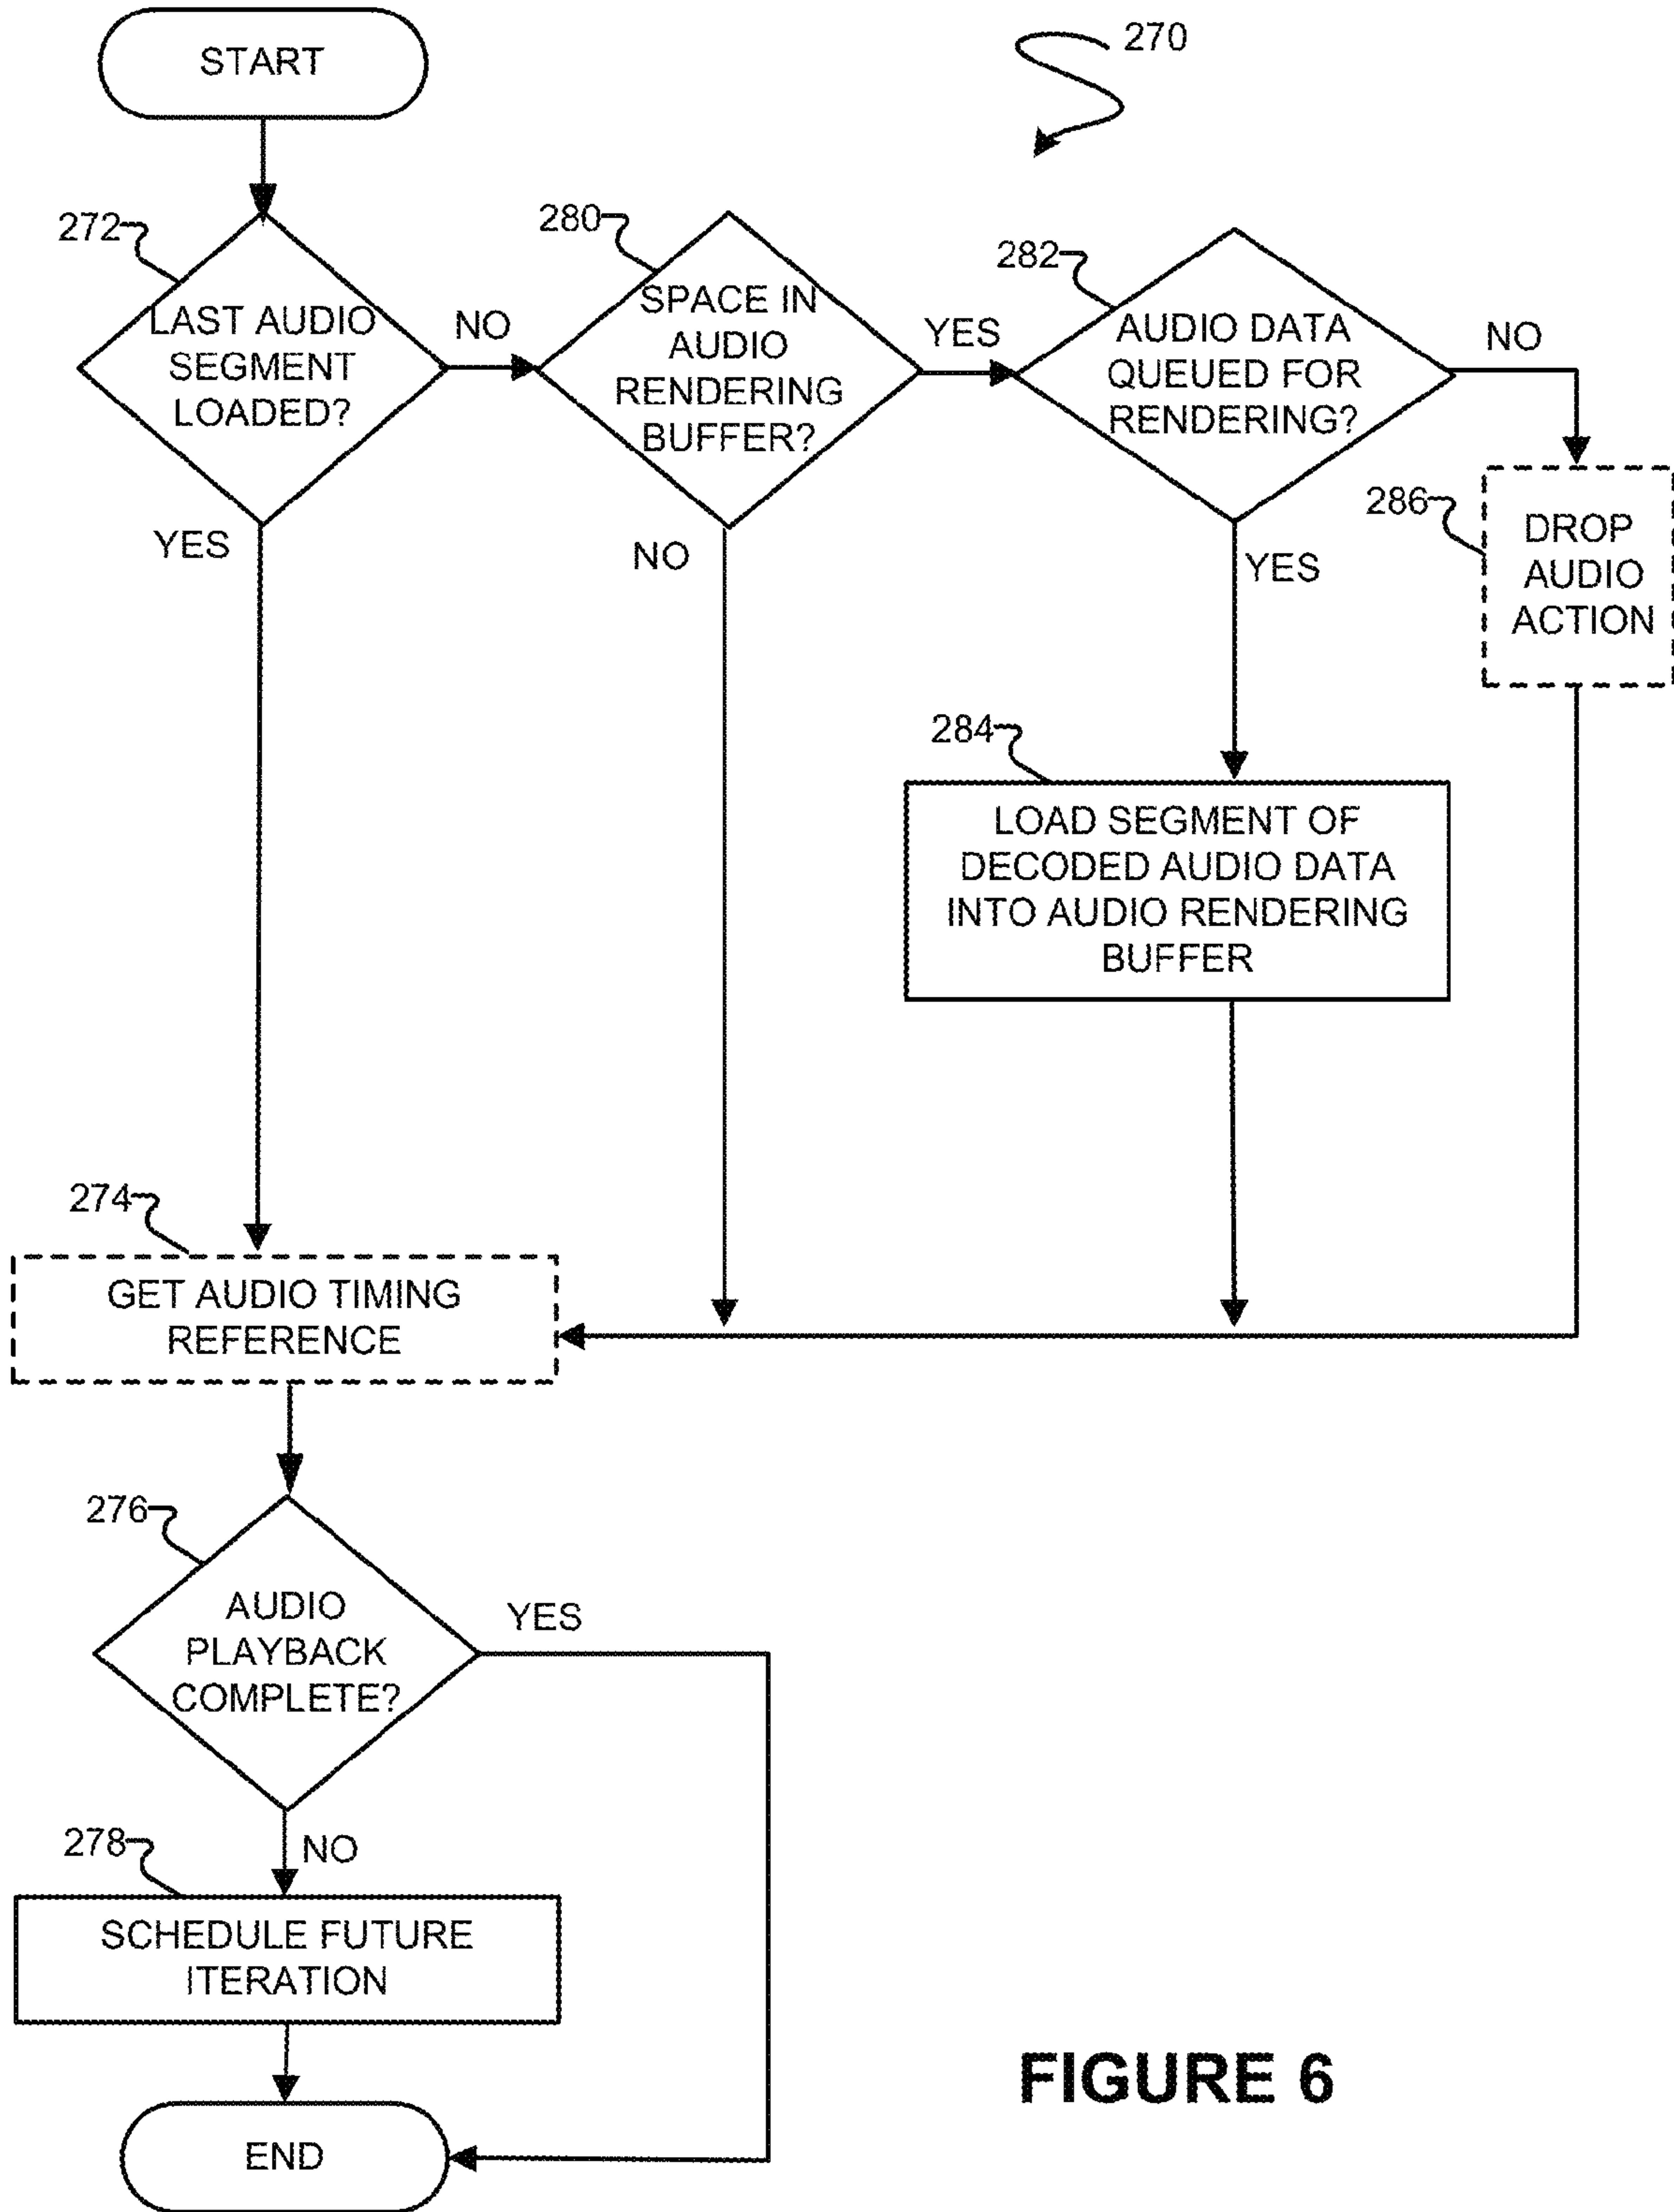 START
270
272
LAST AUDIO
SEGMENT
LOADED?
NO
YES
280
SPACE IN
AUDIO
RENDERING
BUFFER?
YES
NO
282
AUDIO DATA
QUEUED FOR
RENDERING?
NO
YES
286
DROP
AUDIO
ACTION
284
LOAD SEGMENT OF
DECODED AUDIO DATA
INTO AUDIO RENDERING
BUFFER
274
GET AUDIO TIMING
REFERENCE
276
AUDIO
PLAYBACK
COMPLETE?
YES
NO
278
SCHEDULE FUTURE
ITERATION
END
FIGURE 6